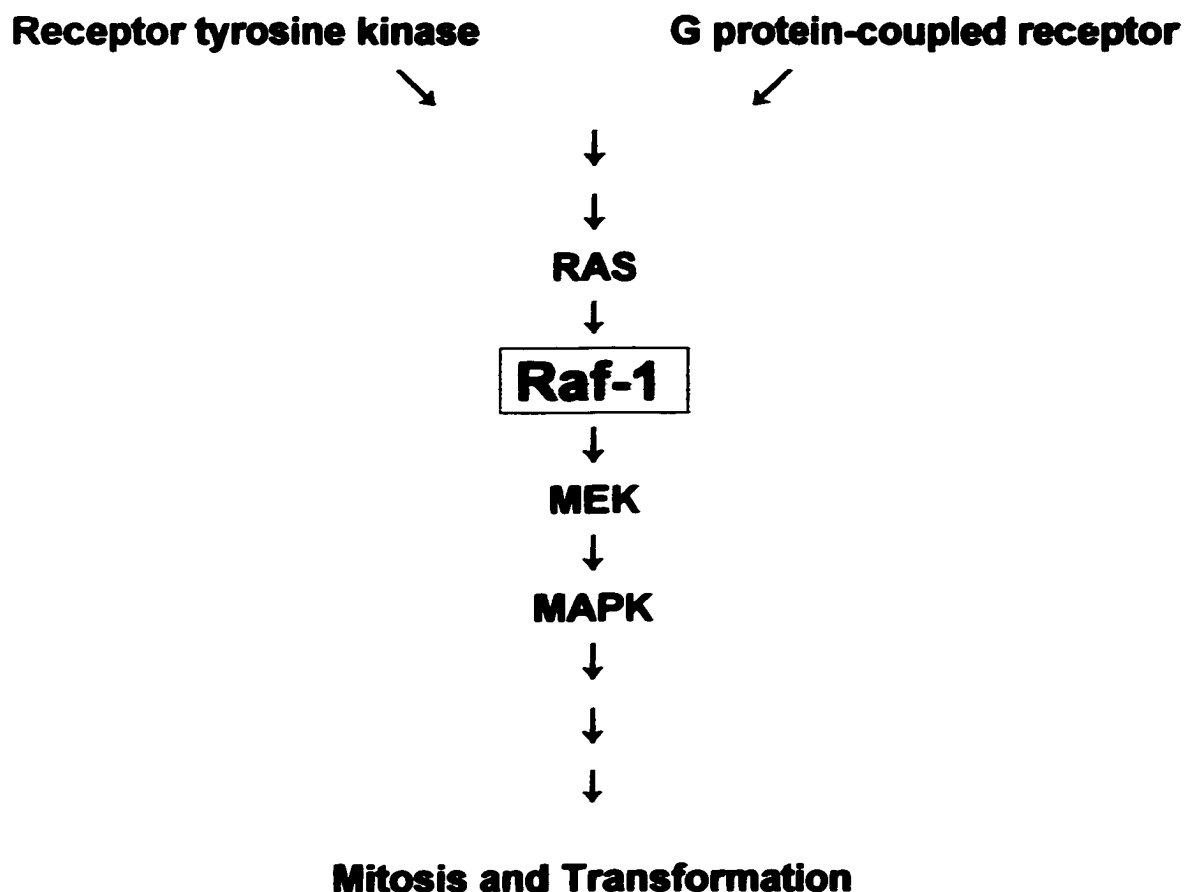 Receptor tyrosine kinase G protein-coupled receptor
RAS
Raf-1
MEK
MAPK
Mitosis and Transformation